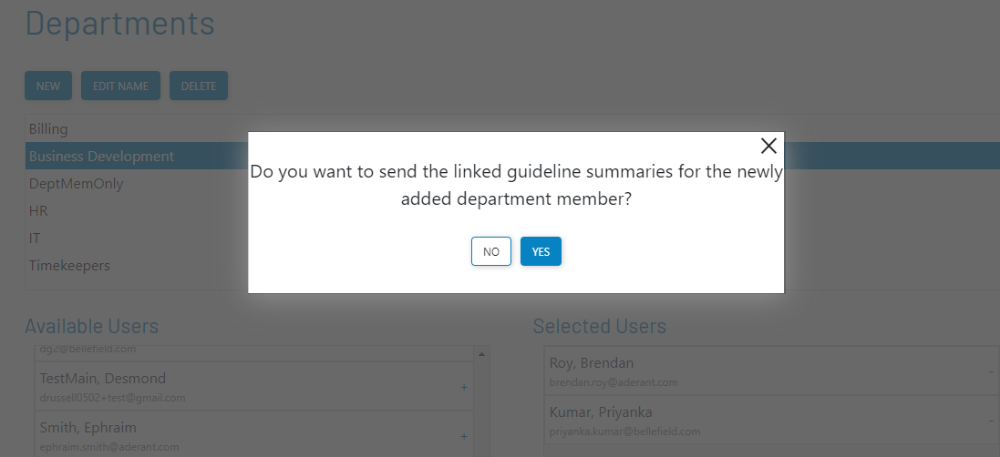 Departments
NEW EDIT NAME DELETE
Billing
Business Development
DeptMemOnly
HR
IT
Timekeepers
Do you want to send the linked guideline summaries for the newly
added department member?
NO YES
Available Users
dg2@bellefield.com
TestMain, Desmond
drussell0502+test@gmail.com
+
Smith, Ephraim
ephraim.smith@aderant.com
+
Selected Users
Roy, Brendan
brendan.roy@aderant.com
-
Kumar, Priyanka
priyanka.kumar@bellefield.com
-